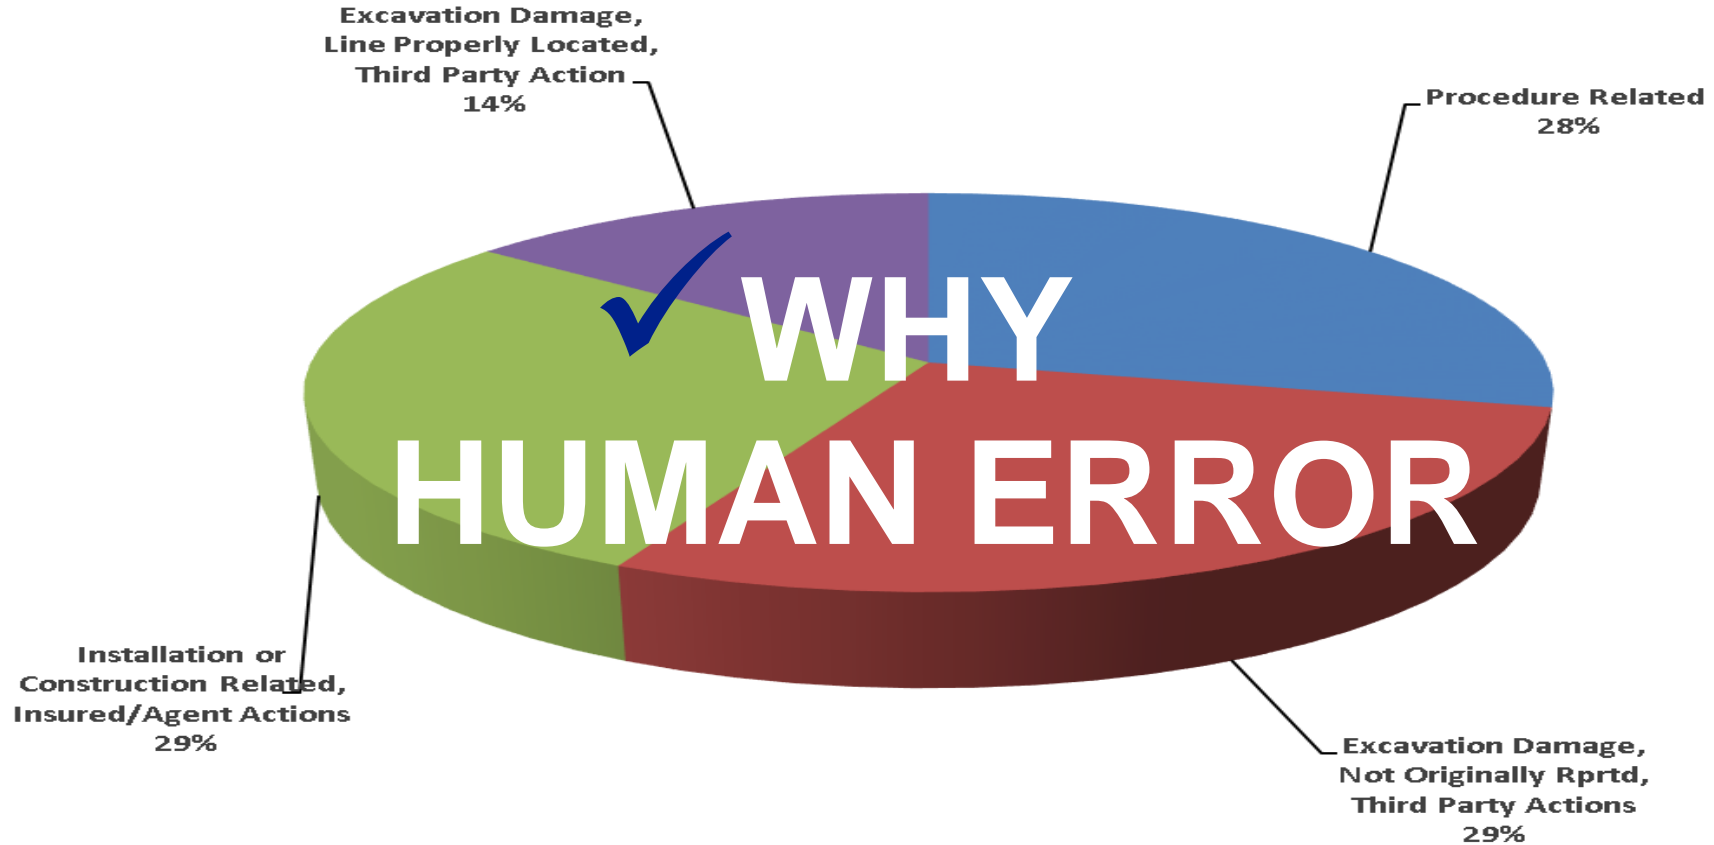 Excavation Damage,
Line Properly Located,
Third Party Action
14%
Procedure Related
28%
✓ WHY
HUMAN ERROR
Installation or
Construction Related,
Insured/Agent Actions
29%
Excavation Damage,
Not Originally Rprtd,
Third Party Actions
29%